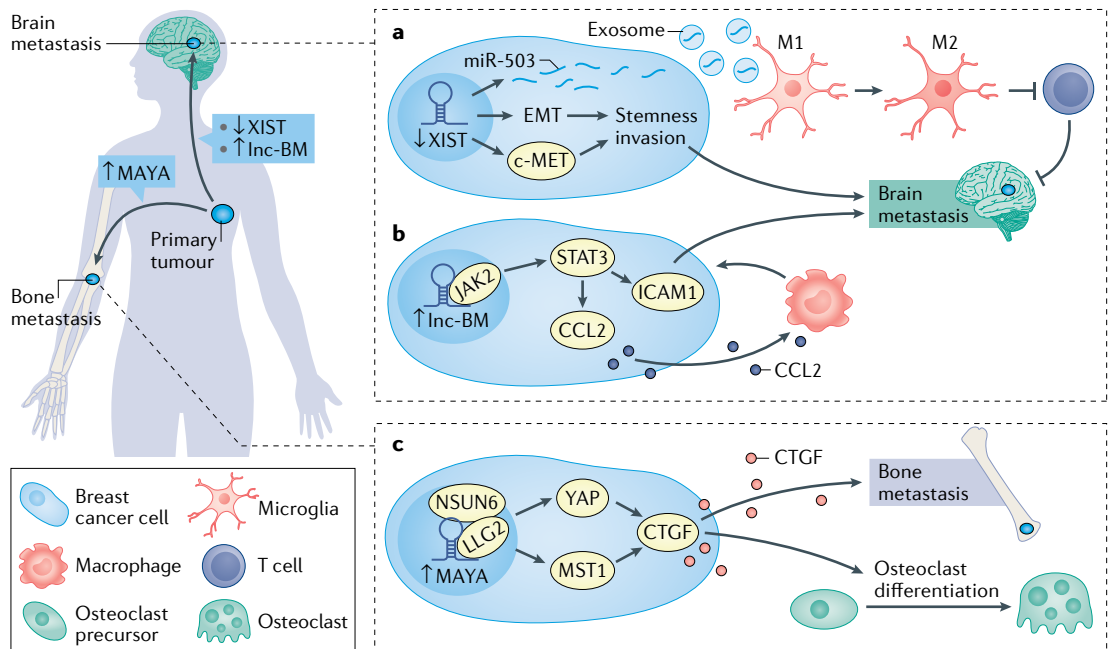 Brain
metastasis
↓XIST
↑lnc-BM
↑MAYA
Primary
tumour
Bone
metastasis
a
Exosome
miR-503
M1
M2
↓XIST
EMT
Stemness
invasion
c-MET
Brain
metastasis
b
JAK2
↑lnc-BM
STAT3
ICAM1
CCL2
CCL2
c
NSUN6
LLG2
↑MAYA
YAP
MST1
CTGF
CTGF
Bone
metastasis
Osteoclast
differentiation
Breast
cancer cell
Microglia
Macrophage
T cell
Osteoclast
precursor
Osteoclast